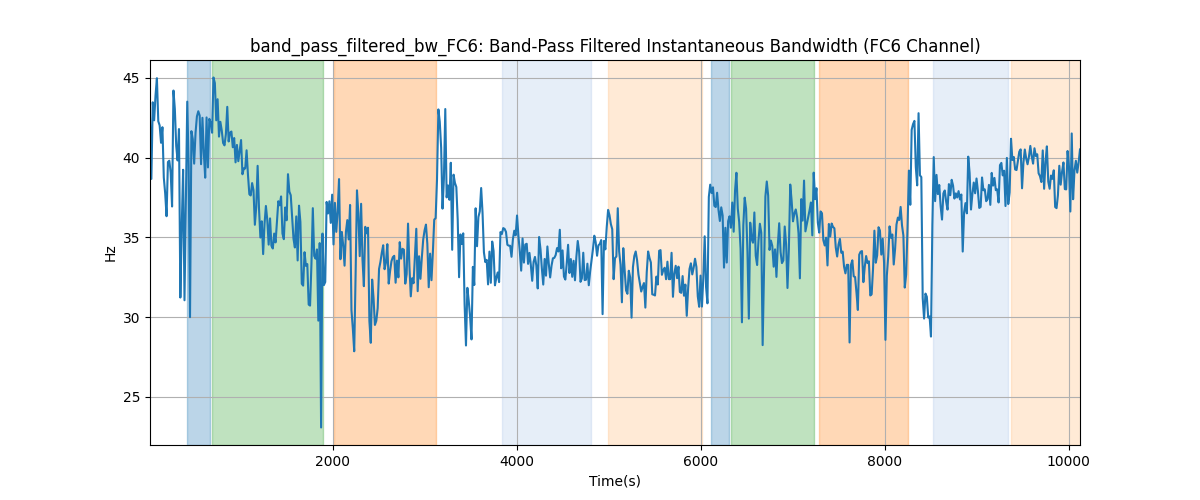 band_pass_filtered_bw_FC6: Band-Pass Filtered Instantaneous Bandwidth (FC6 Channel)
45
40
35
30
25
Hz
2000 4000 6000 8000 10000
Time(s)